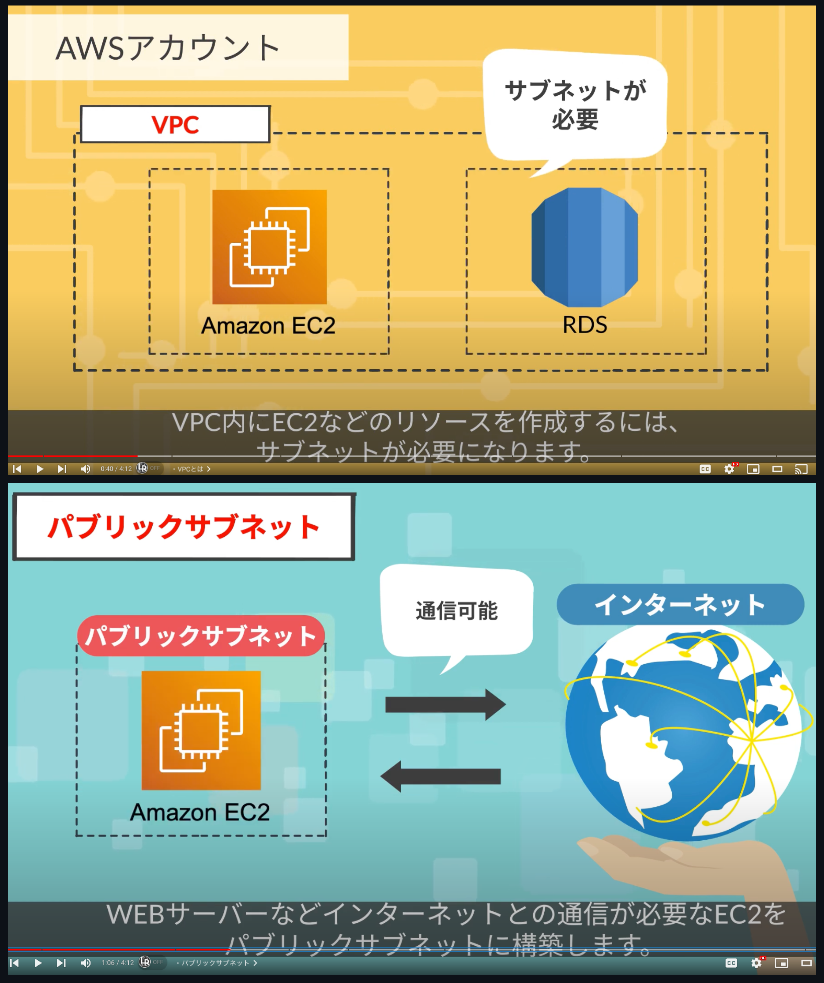 AWSアカウント
サブネットが
必要
VPC
Amazon EC2
RDS
VPC内にEC2などのリソースを作成するには、
サブネットが必要になります。
0:40 / 4:12
・VPCとは
CC
パブリックサブネット
通信可能
インターネット
パブリックサブネット
Amazon EC2
WEBサーバーなどインターネットとの通信が必要なEC2を
パブリックサブネットに構築します。
1:06 / 4:12
・パブリックサブネット
CC